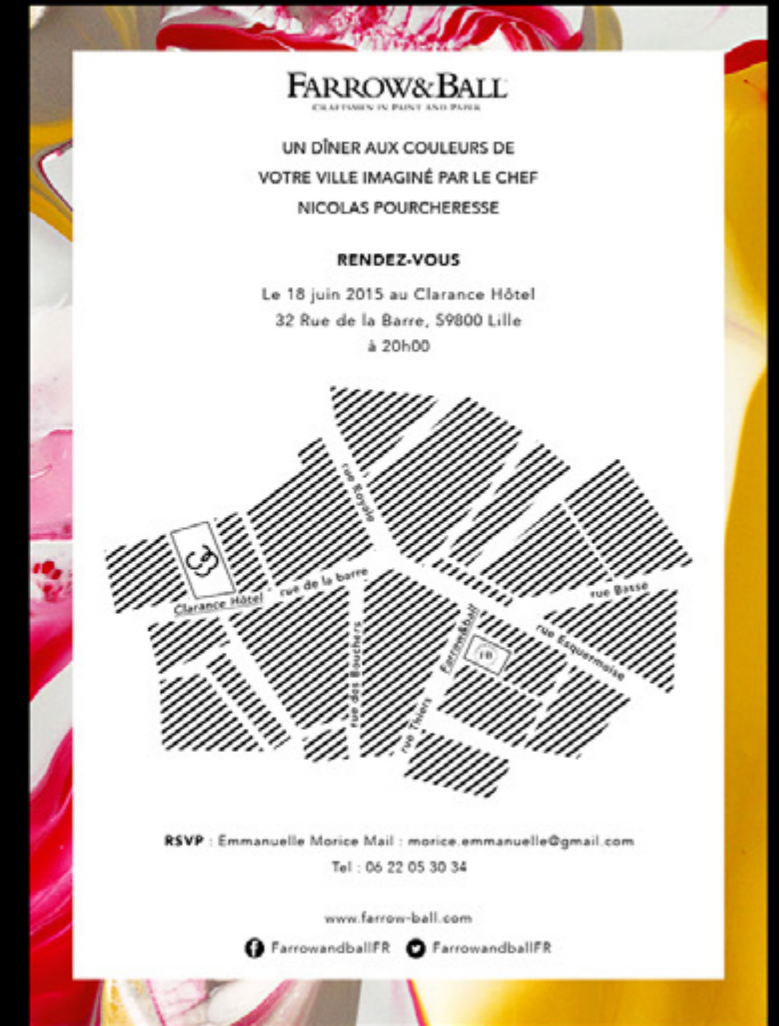 FARROW&BALL
CRAFTSMEN IN PAINT AND PAPER
UN DÎNER AUX COULEURS DE
VOTRE VILLE IMAGINÉ PAR LE CHEF
NICOLAS POURCHERESSE
RENDEZ-VOUS
Le 18 juin 2015 au Clarance Hôtel
32 Rue de la Barre, 59800 Lille
à 20h00
rue Royale
Clarance Hôtel
rue de la barre
rue Basse
rue des Bouchers
Farrow&ball
rue Esquermoise
rue Thiers
RSVP : Emmanuelle Morice Mail : morice.emmanuelle@gmail.com
Tel : 06 22 05 30 34
www.farrow-ball.com
FarrowandballFR FarrowandballFR